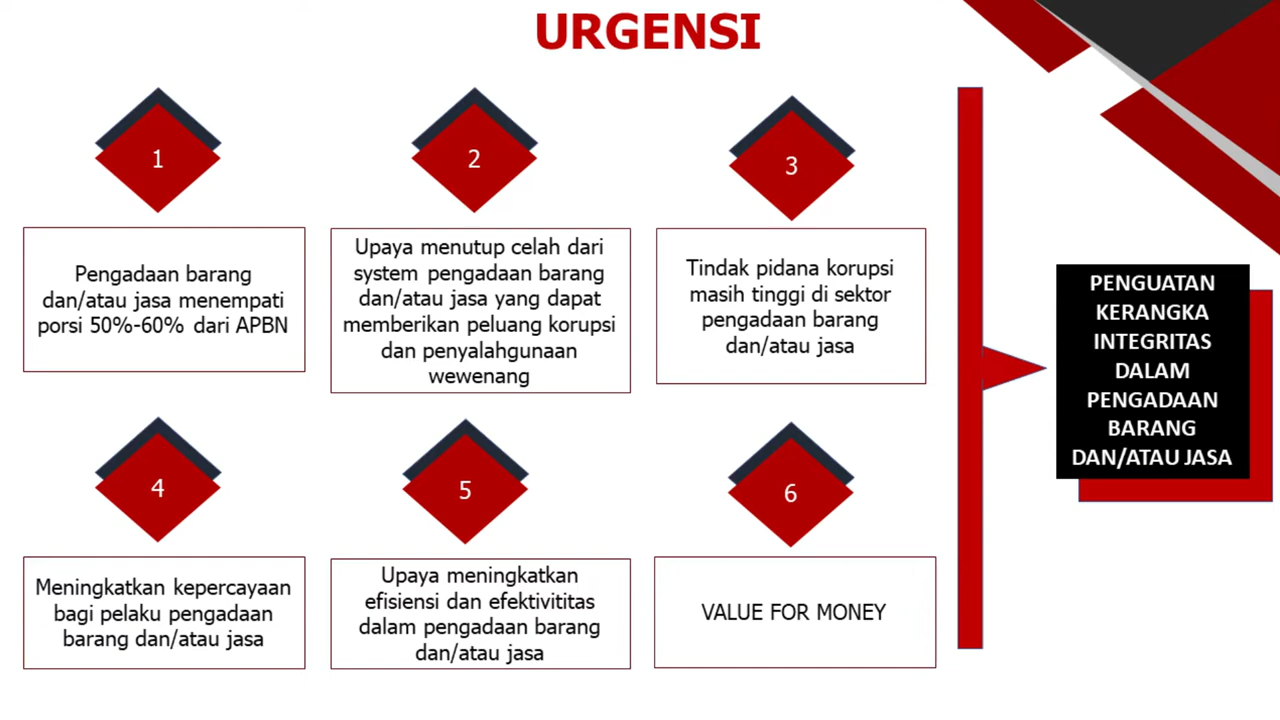 URGENSI
1
Pengadaan barang
dan/atau jasa menempati
porsi 50%-60% dari APBN
2
Upaya menutup celah dari
system pengadaan barang
dan/atau jasa yang dapat
memberikan peluang korupsi
dan penyalahgunaan
wewenang
3
Tindak pidana korupsi
masih tinggi di sektor
pengadaan barang
dan/atau jasa
4
Meningkatkan kepercayaan
bagi pelaku pengadaan
barang dan/atau jasa
5
Upaya meningkatkan
efisiensi dan efektivititas
dalam pengadaan barang
dan/atau jasa
6
VALUE FOR MONEY
PENGUATAN
KERANGKA
INTEGRITAS
DALAM
PENGADAAN
BARANG
DAN/ATAU JASA